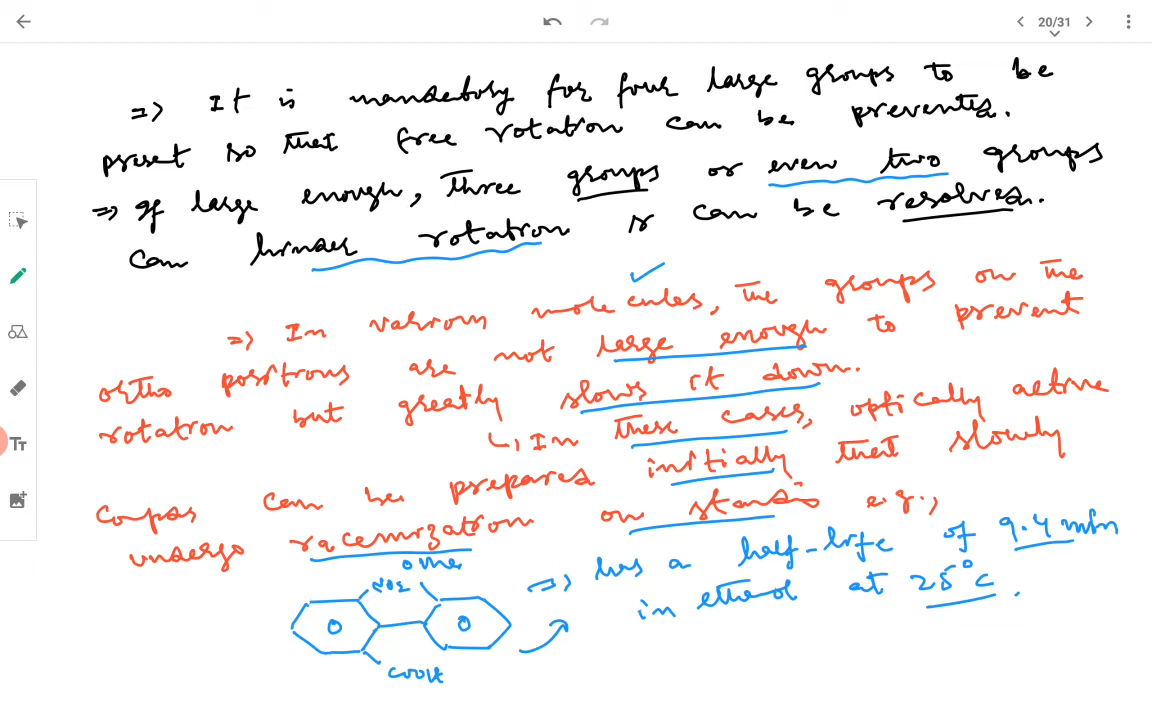 20/31
=> It is mandatory for four large groups to be
present so that free rotation can be prevented.
=> If large enough, three groups or even two groups
can hinder rotation & can be resolved.
=> In various molecules, the groups on the
ortho positions are not large enough to prevent
rotation but greatly slows it down.
↳ In these cases, optically active
compds can be prepared initially that slowly
undergo racemization on standing e.g.,
=> has a half-life of 9.4 min
in ethanol at 25°C.
OMe
NO2
COOH
Tт